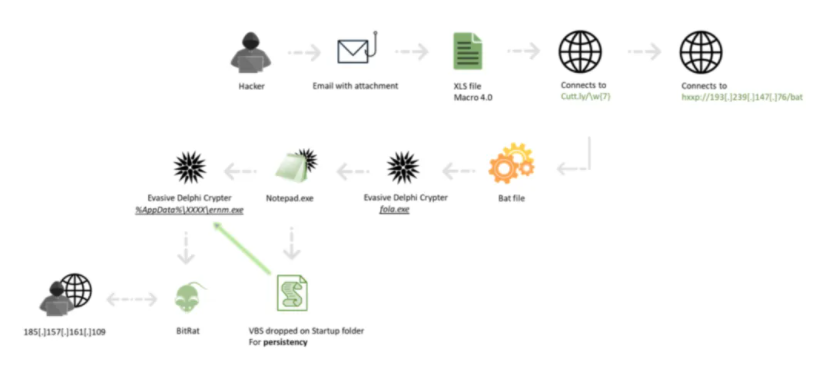 Hacker
Email with attachment
XLS file
Macro 4.0
Connects to
Cutt.ly/\w{7}
Connects to
hxxp://193[.]239[.]147[.]76/bat
Evasive Delphi Crypter
%AppData%\XXXX\ernm.exe
Notepad.exe
Evasive Delphi Crypter
fola.exe
Bat file
185[.]157[.]161[.]109
BitRat
VBS dropped on Startup folder
For persistency